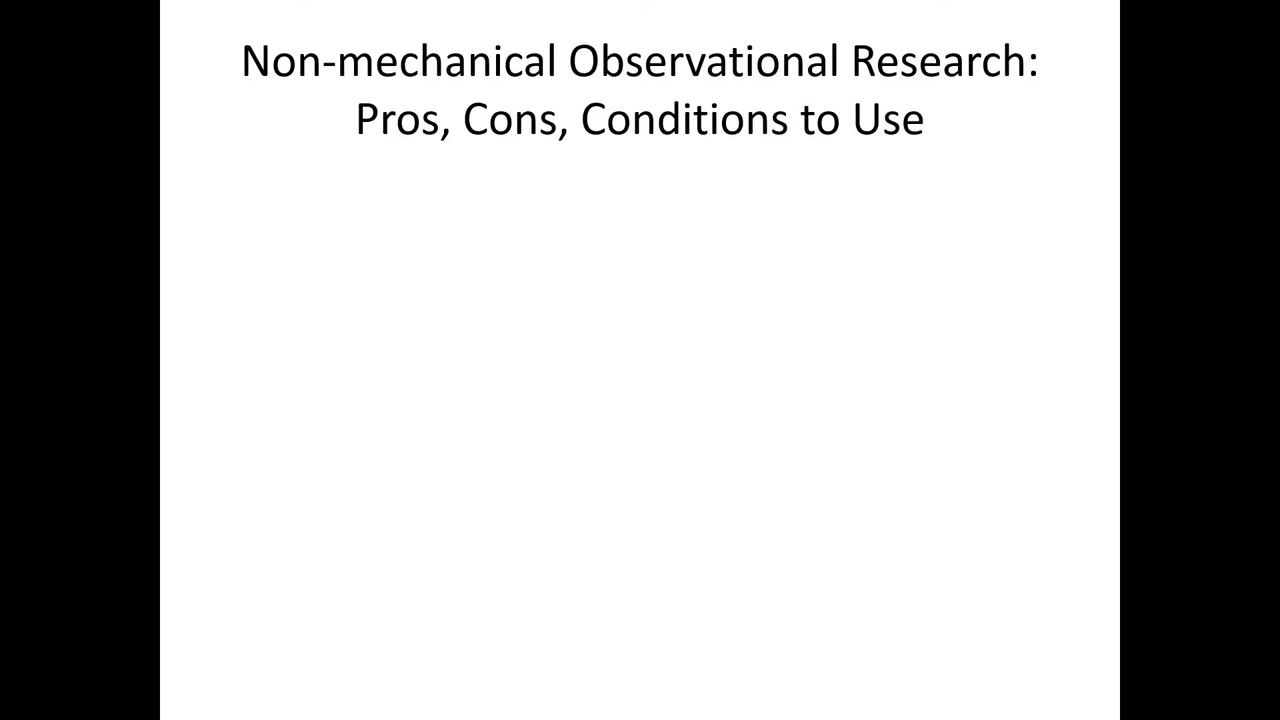 Non-mechanical Observational Research:
Pros, Cons, Conditions to Use